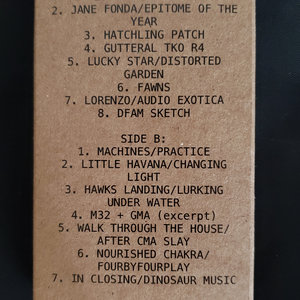 2. JANE FONDA/EPITOME OF THE
YEAR
3. HATCHLING PATCH
4. GUTTERAL TKO R4
5. LUCKY STAR/DISTORTED
GARDEN
6. FAWNS
7. LORENZO/AUDIO EXOTICA
8. DFAM SKETCH
SIDE B:
1. MACHINES/PRACTICE
2. LITTLE HAVANA/CHANGING
LIGHT
3. HAWKS LANDING/LURKING
UNDER WATER
4. M32 + GMA (excerpt)
5. WALK THROUGH THE HOUSE/
AFTER CMA SLAY
6. NOURISHED CHAKRA/
FOURBYFOURPLAY
7. IN CLOSING/DINOSAUR MUSIC